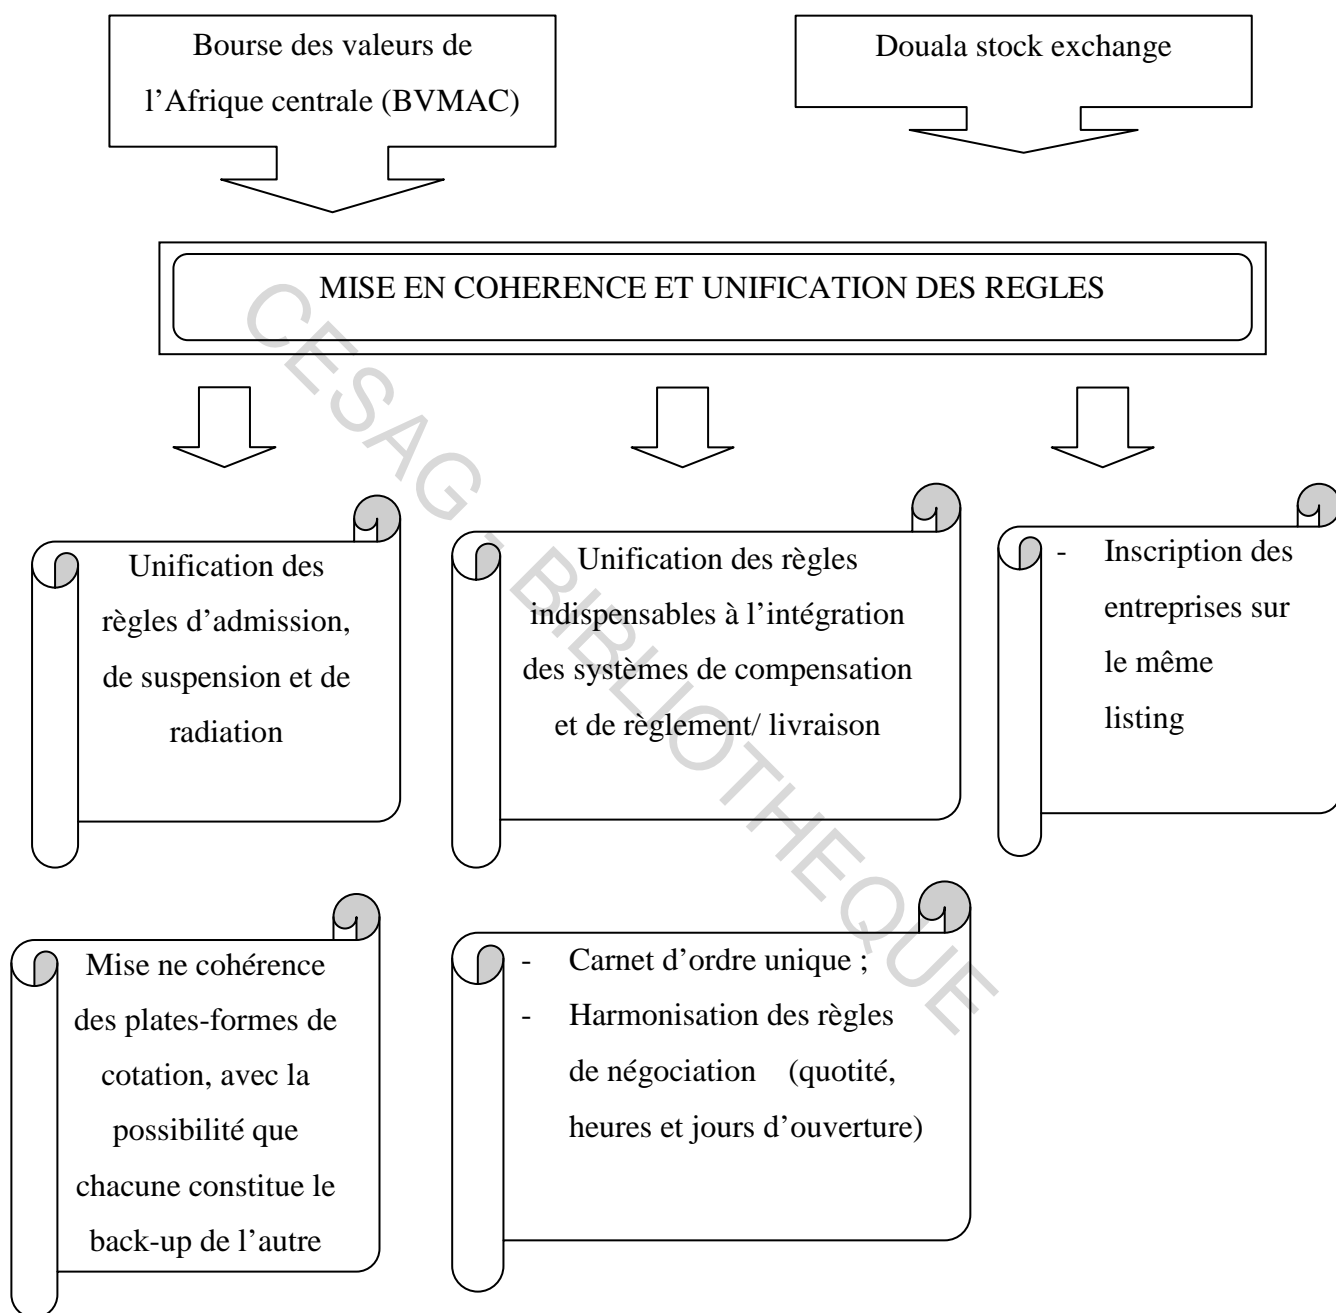 Bourse des valeurs de
l’Afrique centrale (BVMAC)
Douala stock exchange
MISE EN COHERENCE ET UNIFICATION DES REGLES
Unification des
règles d’admission,
de suspension et de
radiation
Unification des règles
indispensables à l’intégration
des systèmes de compensation
et de règlement/ livraison
- Inscription des
entreprises sur
le même
listing
Mise ne cohérence
des plates-formes de
cotation, avec la
possibilité que
chacune constitue le
back-up de l’autre
- Carnet d’ordre unique ;
- Harmonisation des règles
de négociation (quotité,
heures et jours d’ouverture)
CESAG - BIBLIOTHEQUE